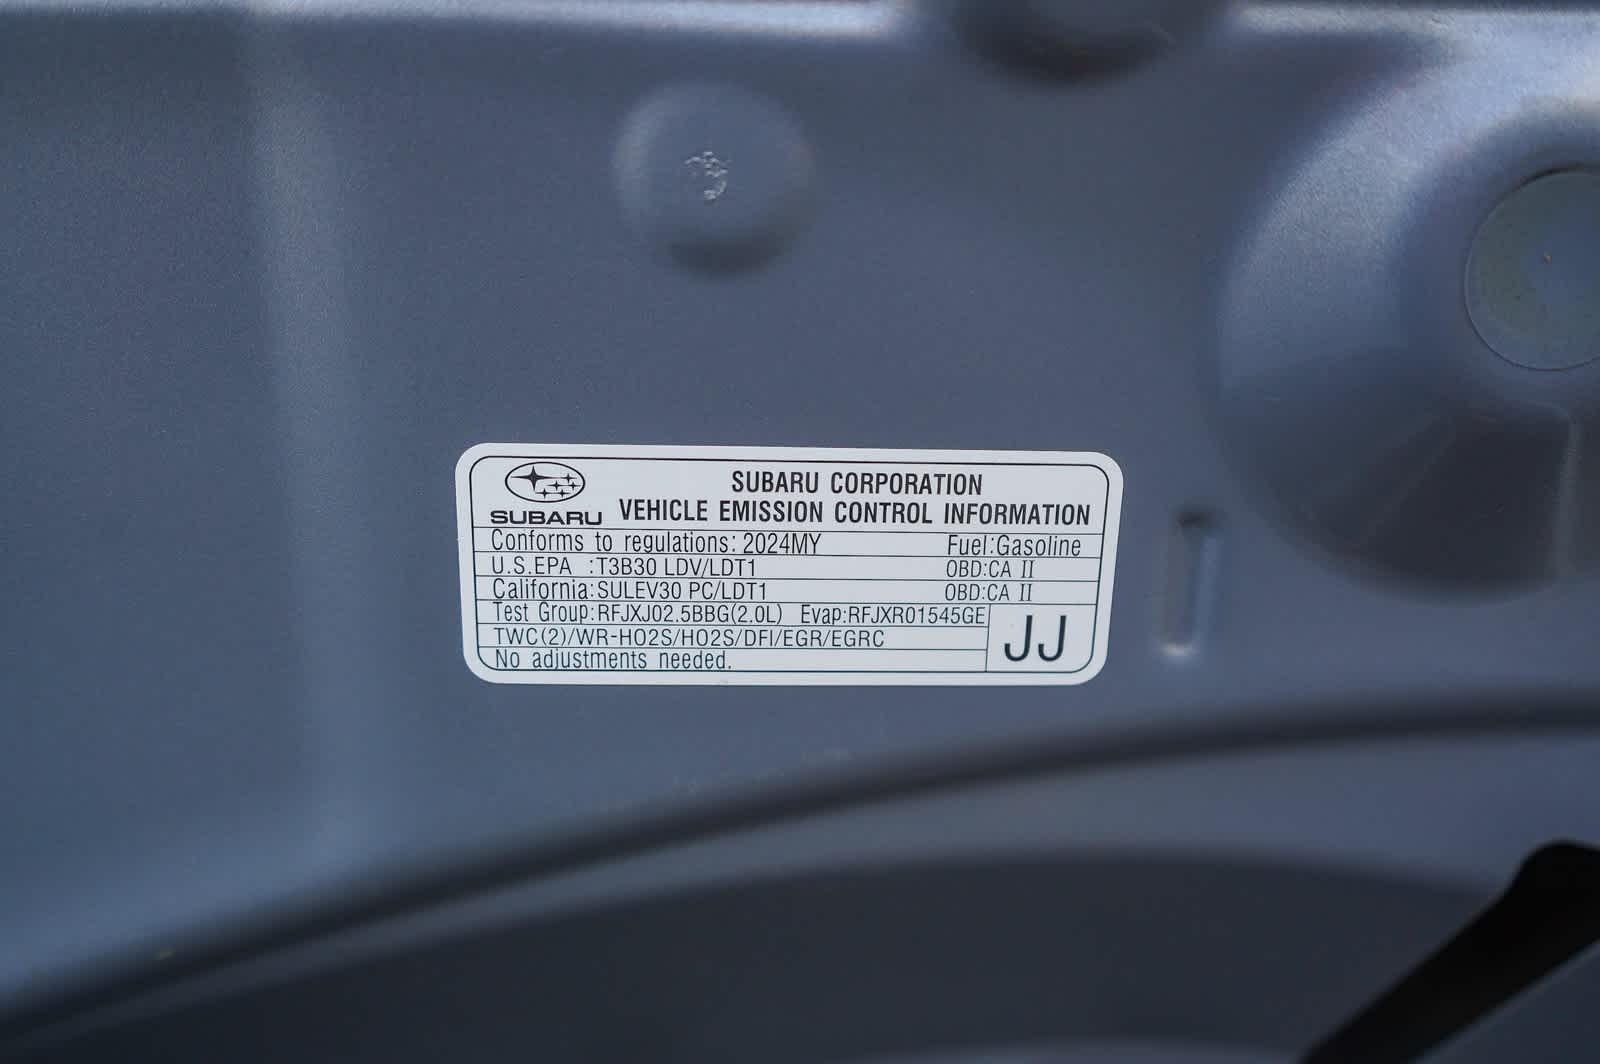 SUBARU CORPORATION
SUBARU VEHICLE EMISSION CONTROL INFORMATION
Conforms to regulations: 2024MY Fuel:Gasoline
U.S.EPA :T3B30 LDV/LDT1 OBD:CA II
California:SULEV30 PC/LDT1 OBD:CA II
Test Group:RFJXJ02.5BBG(2.0L) Evap:RFJXR01545GE
TWC(2)/WR-HO2S/HO2S/DFI/EGR/EGRC JJ
No adjustments needed.